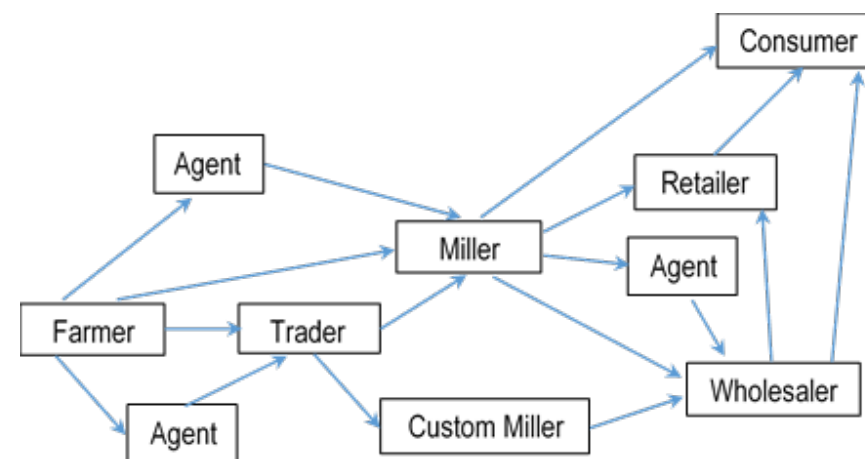 Consumer
Agent
Retailer
Miller
Agent
Farmer
Trader
Wholesaler
Agent
Custom Miller